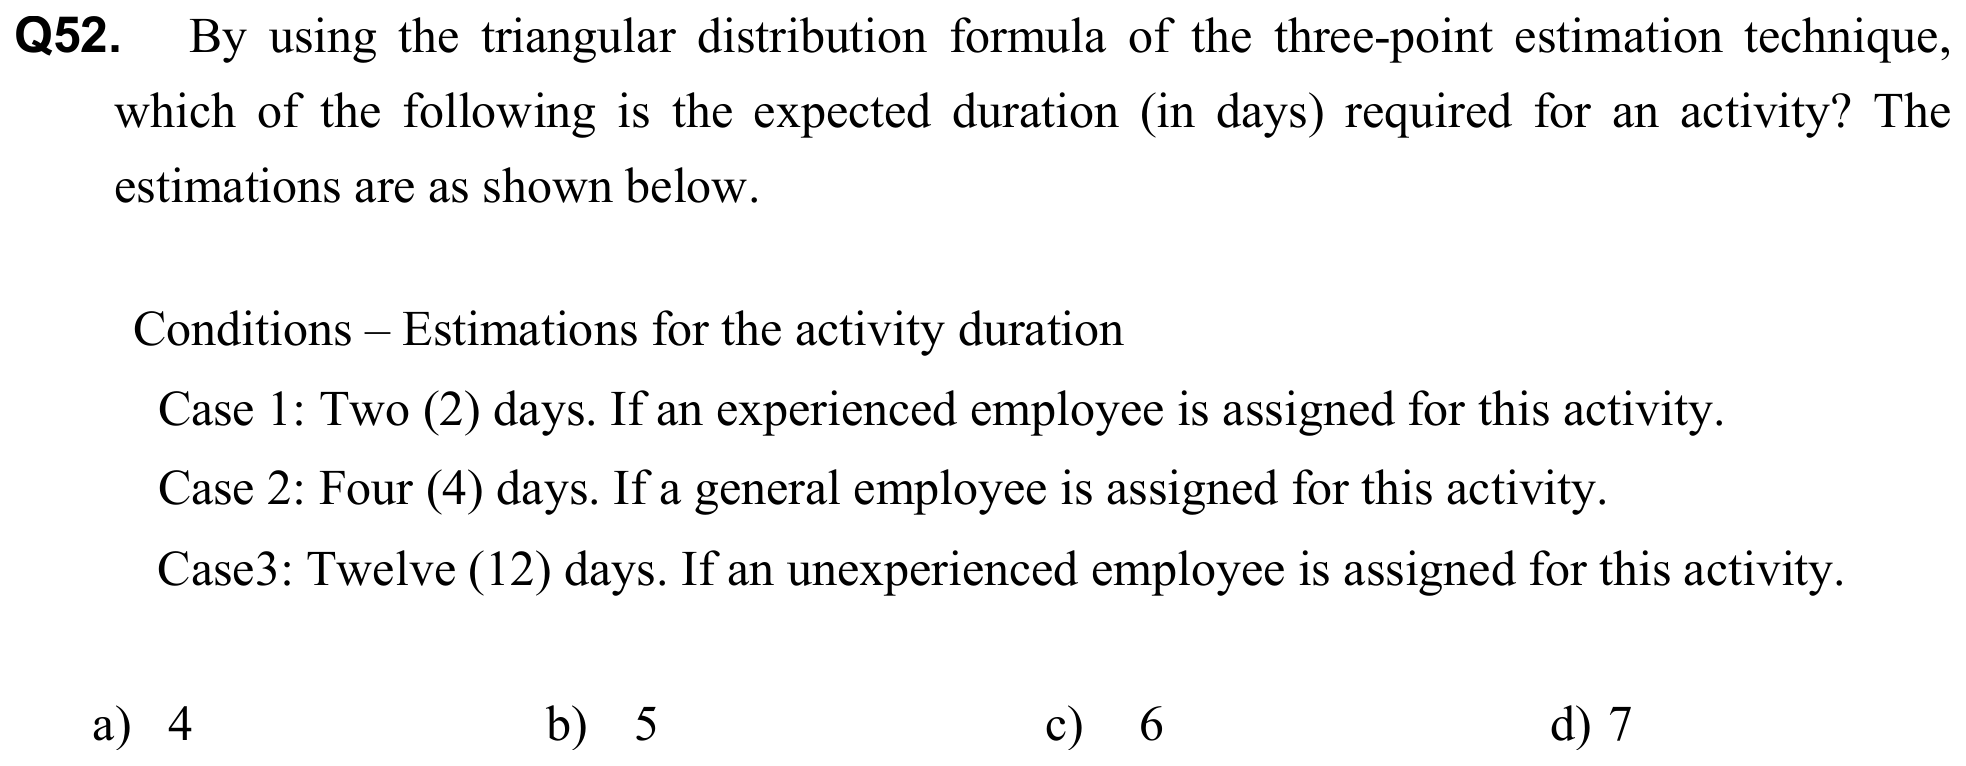 Q52. By using the triangular distribution formula of the three-point estimation technique,
which of the following is the expected duration (in days) required for an activity? The
estimations are as shown below.
Conditions – Estimations for the activity duration
Case 1: Two (2) days. If an experienced employee is assigned for this activity.
Case 2: Four (4) days. If a general employee is assigned for this activity.
Case3: Twelve (12) days. If an unexperienced employee is assigned for this activity.
a) 4 b) 5 c) 6 d) 7